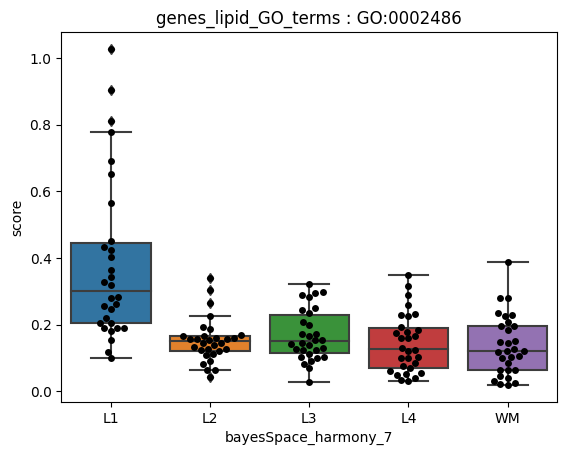 genes_lipid_GO_terms : GO:0002486
score
1.0
0.8
0.6
0.4
0.2
0.0
L1 L2 L3 L4 WM
bayesSpace_harmony_7